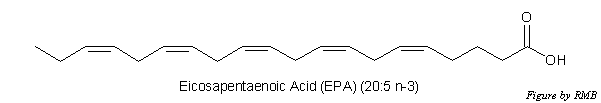 O
OH
Eicosapentaenoic Acid (EPA) (20:5 n-3)
Figure by RMB